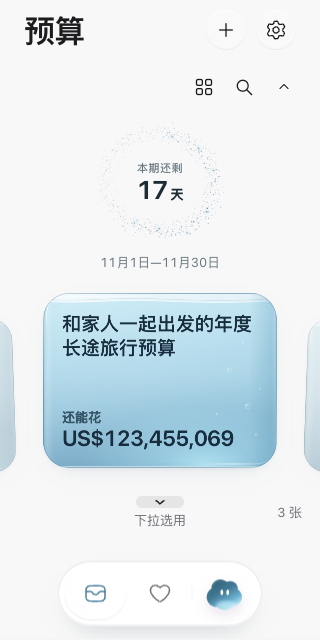 预算
本期还剩
17 天
11月1日—11月30日
和家人一起出发的年度
长途旅行预算
还能花
US$123,455,069
下拉选用
3 张